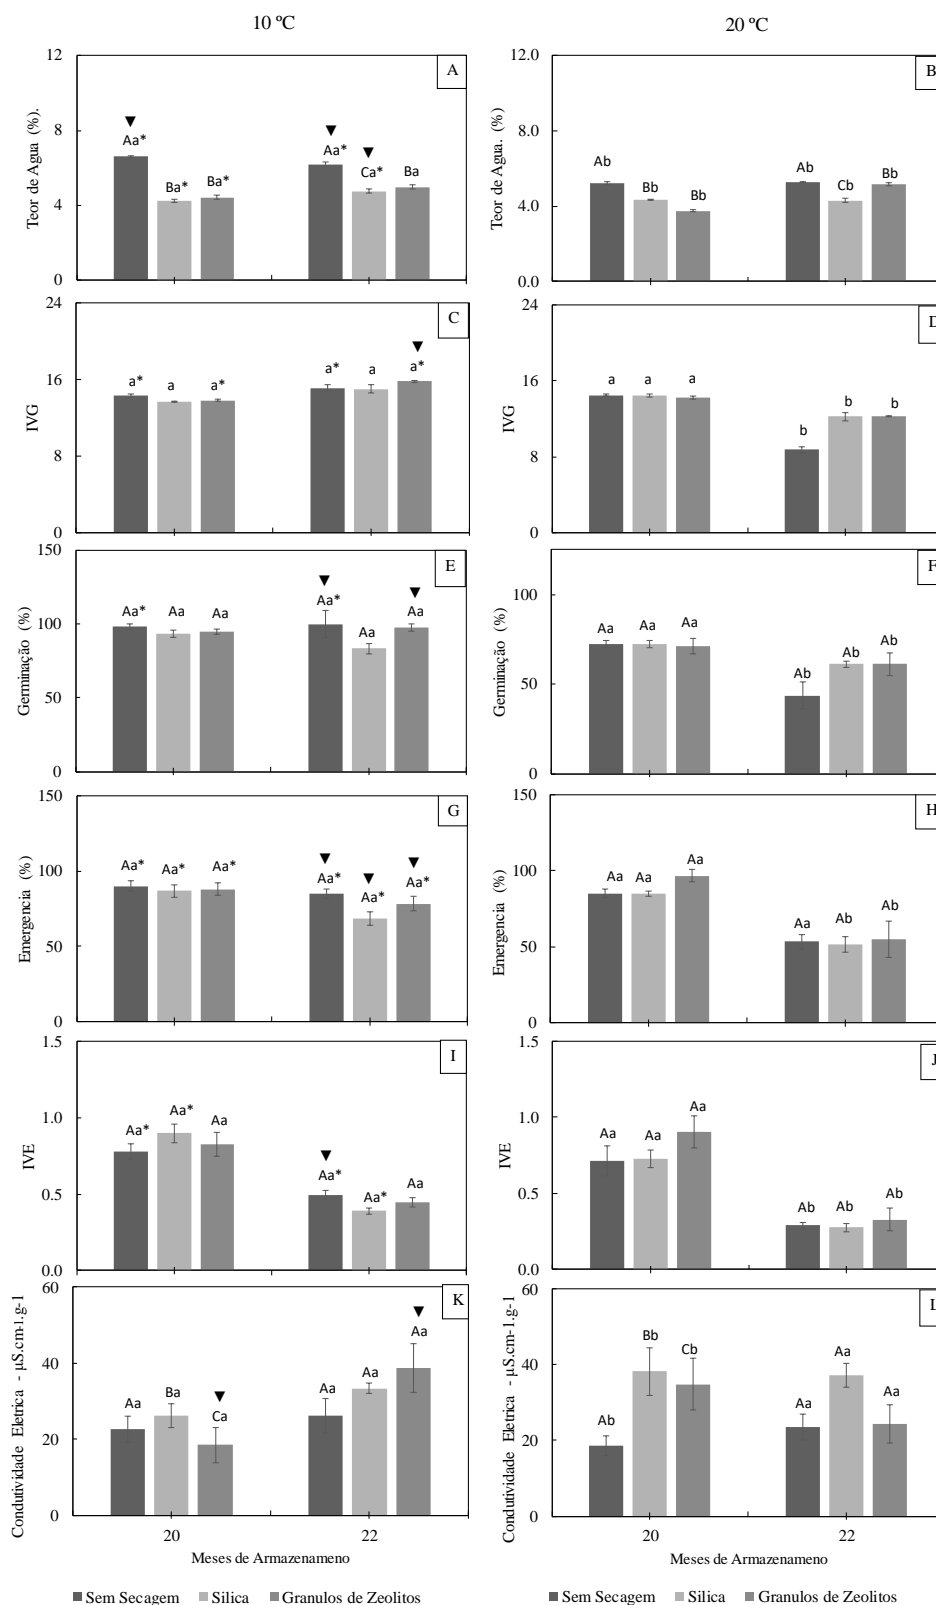 10 ºC
20 ºC
A
Teor de Agua (%).
12
8
4
0
▼
Aa*
Ba*
Ba*
▼
Aa*
▼
Ca*
Ba
B
Teor de Agua. (%)
12.0
8.0
4.0
0.0
Ab
Bb
Bb
Ab
Cb
Bb
C
IVG
24
16
8
0
a*
a
a*
a*
a
▼
a*
D
IVG
24
16
8
0
a
a
a
b
b
b
E
Germinação (%)
150
100
50
0
Aa*
Aa
Aa
▼
Aa*
Aa
▼
Aa
F
Germinação (%)
100
50
0
Aa
Aa
Aa
Ab
Ab
Ab
G
Emergencia (%)
150
100
50
0
Aa*
Aa*
Aa*
▼
Aa*
▼
Aa*
▼
Aa*
H
Emergencia (%)
150
100
50
0
Aa
Aa
Aa
Aa
Ab
Ab
I
IVE
1.5
1.0
0.5
0.0
Aa*
Aa*
Aa
▼
Aa*
Aa*
Aa
J
IVE
1.5
1.0
0.5
0.0
Aa
Aa
Aa
Ab
Ab
Ab
K
Condutividade Eletrica - µS.cm-1.g-1
60
40
20
0
Aa
Ba
▼
Ca
Aa
Aa
▼
Aa
20
22
Meses de Armazenameno
L
Condutividade Eletrica - µS.cm-1.g-1
60
40
20
0
Ab
Bb
Cb
Aa
Aa
Aa
20
22
Meses de Armazenameno
Sem Secagem Silica Granulos de Zeolitos
Sem Secagem Silica Granulos de Zeolitos